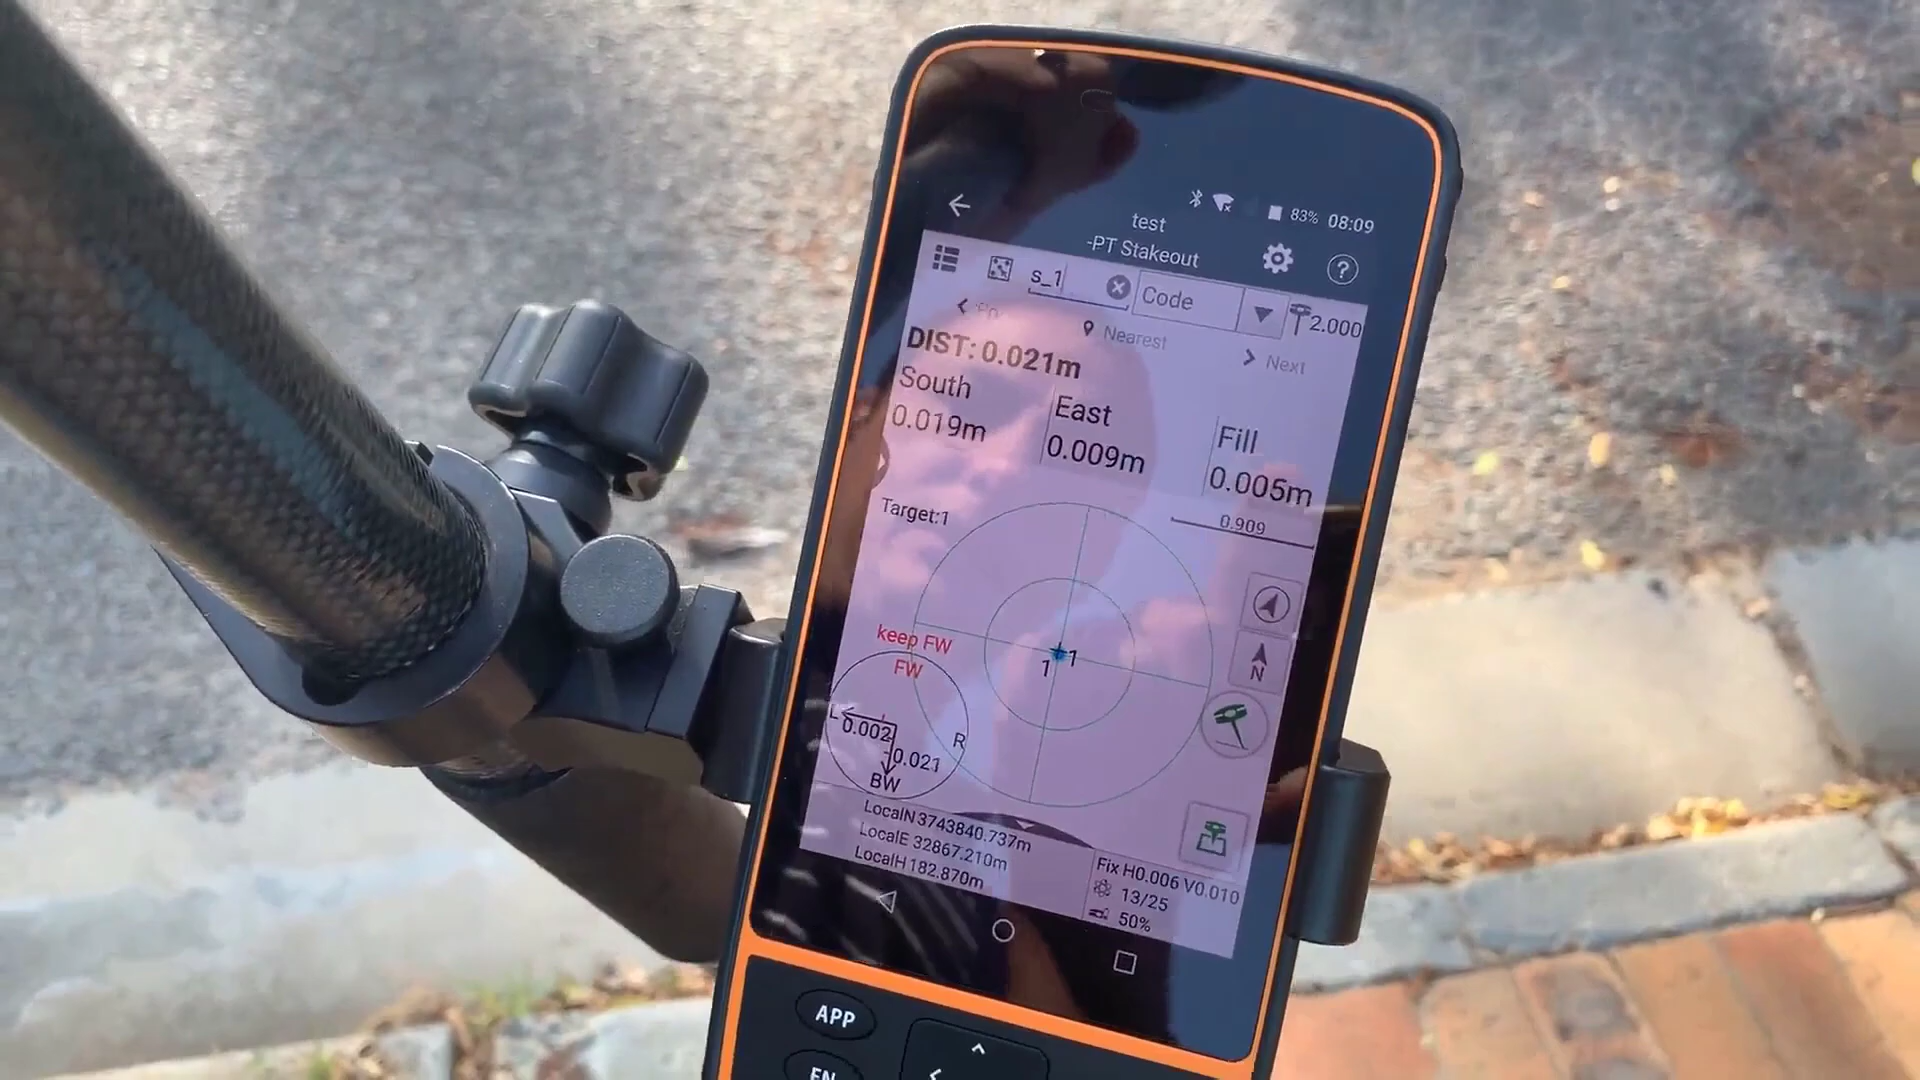 83% 08:09
test
-PT Stakeout
s_1 Code 2.000
Nearest
Next
DIST: 0.021m
South East Fill
0.019m 0.009m 0.005m
Target:1
0.909
1 1
keep FW
FW
L 0.002 R
0.021
BW
N
LocalN 3743840.737m
LocalE 32867.210m
LocalH 182.870m
Fix H0.006 V0.010
13/25
50%
APP
FN